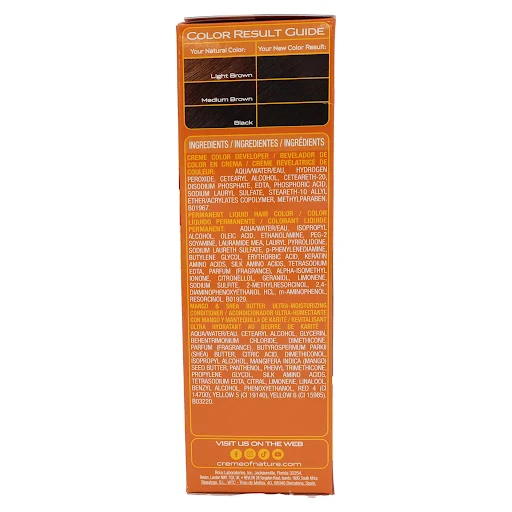 COLOR RESULT GUIDE
Your Natural Color: Your New Color Result:
Light Brown
Medium Brown
Black
INGREDIENTS / INGREDIENTES / INGRÉDIENTS
CREME COLOR DEVELOPER / REVELADOR DE
COLOR EN CREMA / CRÈME RÉVÉLATRICE DE
COULEUR: AQUA/WATER/EAU, HYDROGEN
PEROXIDE, CETEARYL ALCOHOL, CETEARETH-20,
DISODIUM PHOSPHATE, EDTA, PHOSPHORIC ACID,
SODIUM LAURYL SULFATE, STEARETH-10 ALLYL
ETHER/ACRYLATES COPOLYMER, METHYLPARABEN.
B01967.
PERMANENT LIQUID HAIR COLOR / COLOR
LIQUIDO PERMANENTE / COLORANT LIQUIDE
PERMANENT: AQUA/WATER/EAU, ISOPROPYL
ALCOHOL, OLEIC ACID, ETHANOLAMINE, PEG-2
SOYAMINE, LAURAMIDE MEA, LAURYL PYRROLIDONE,
SODIUM LAURETH SULFATE, p-PHENYLENEDIAMINE,
BUTYLENE GLYCOL, ERYTHORBIC ACID, KERATIN
AMINO ACIDS, SILK AMINO ACIDS, TETRASODIUM
EDTA, PARFUM (FRAGRANCE), ALPHA-ISOMETHYL
IONONE, CITRONELLOL, GERANIOL, LIMONENE,
SODIUM SULFITE, 2-METHYLRESORCINOL, 2,4-
DIAMINOPHENOXYETHANOL HCL, m-AMINOPHENOL,
RESORCINOL. B01929.
MANGO & SHEA BUTTER ULTRA-MOISTURIZING
CONDITIONER / ACONDICIONADOR ULTRA-HUMECTANTE
CON MANGO Y MANTEQUILLA DE KARITÉ / REVITALISANT
ULTRA HYDRATANT AU BEURRE DE KARITÉ
AQUA/WATER/EAU, CETEARYL ALCOHOL, GLYCERIN,
BEHENTRIMONIUM CHLORIDE, DIMETHICONE,
PARFUM (FRAGRANCE), BUTYROSPERMUM PARKII
(SHEA) BUTTER, CITRIC ACID, DIMETHICONOL,
ISOPROPYL ALCOHOL, MANGIFERA INDICA (MANGO)
SEED BUTTER, PANTHENOL, PHENYL TRIMETHICONE,
PROPYLENE GLYCOL, SILK AMINO ACIDS,
TETRASODIUM EDTA, CITRAL, LIMONENE, LINALOOL,
BENZYL ALCOHOL, PHENOXYETHANOL, RED 4 (CI
14700), YELLOW 5 (CI 19140), YELLOW 6 (CI 15985).
B03220.
VISIT US ON THE WEB
cremeofnature.com
Roux Laboratories, Inc. Jacksonville, Florida 32254